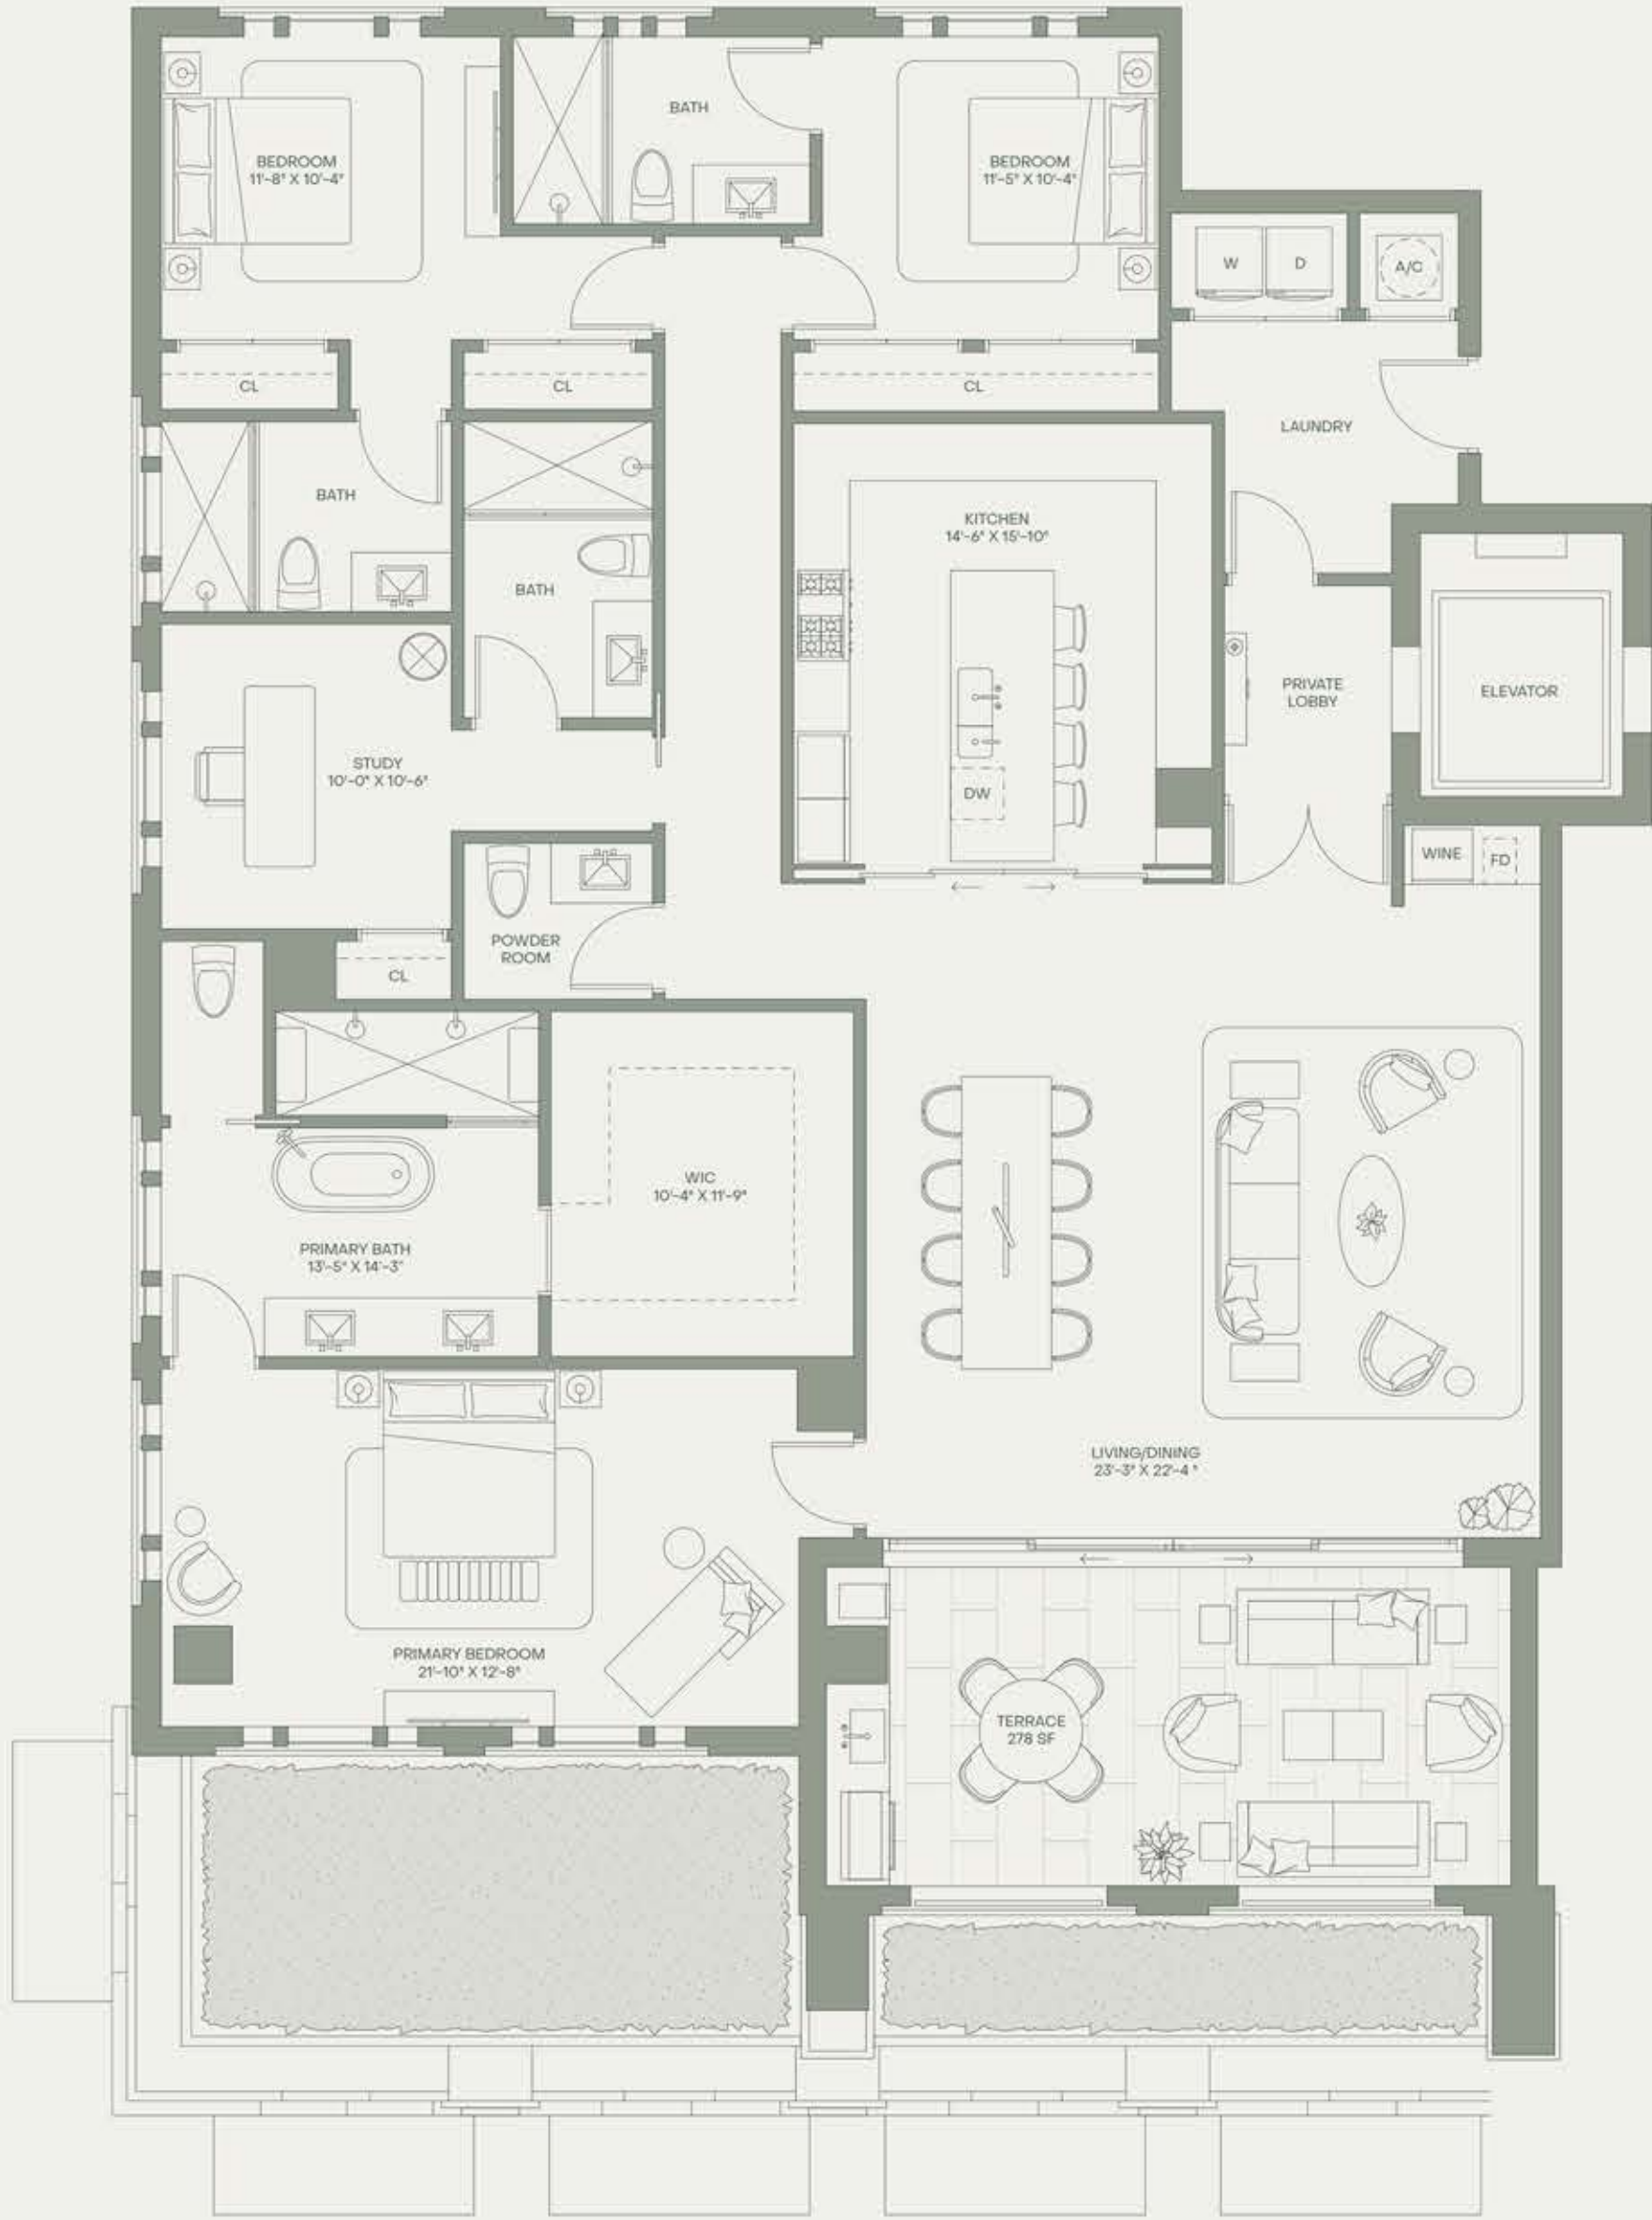 BATH
BEDROOM
11'-8" X 10'-4"
BEDROOM
11'-5" X 10'-4"
W
D
A/C
CL
CL
CL
LAUNDRY
BATH
KITCHEN
14'-6" X 15'-10"
BATH
PRIVATE
LOBBY
ELEVATOR
STUDY
10'-0" X 10'-6"
DW
WINE
FD
POWDER
ROOM
CL
WIC
10'-4" X 11'-9"
PRIMARY BATH
13'-5" X 14'-3"
LIVING/DINING
23'-3" X 22'-4"
PRIMARY BEDROOM
21'-10" X 12'-8"
TERRACE
278 SF